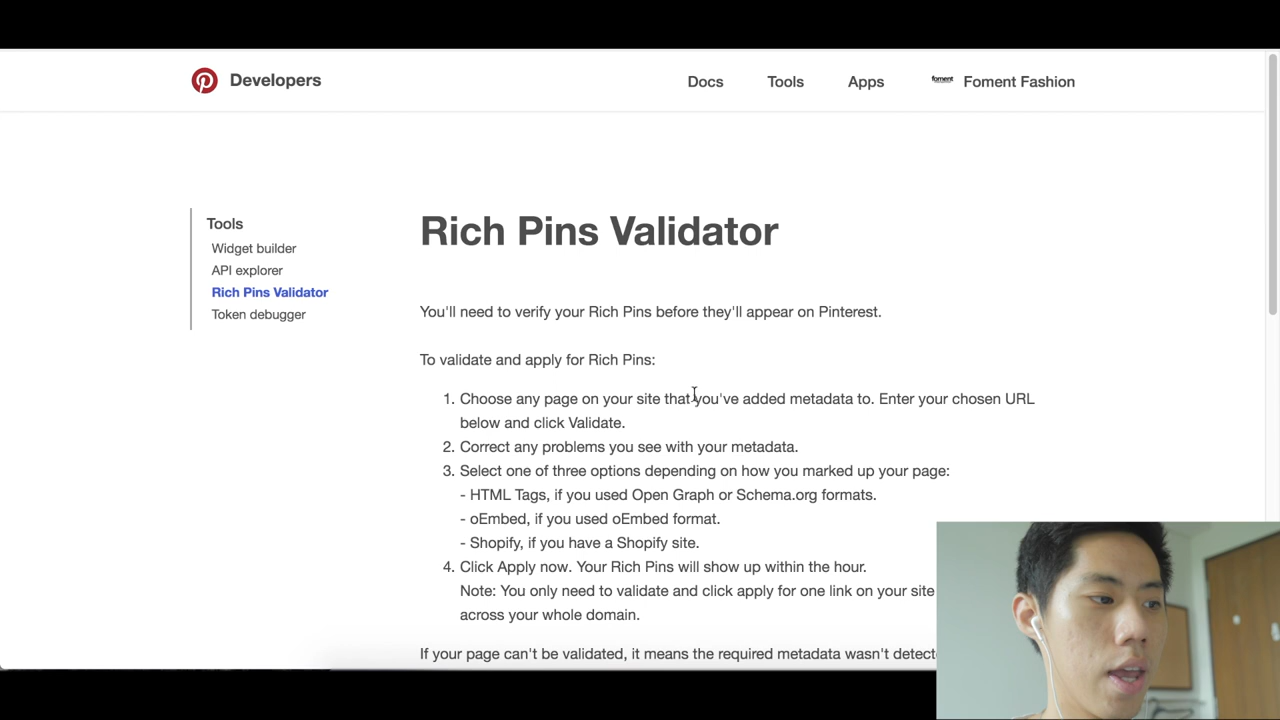 Developers
Docs
Tools
Apps
foment
Foment Fashion
Tools
Widget builder
API explorer
Rich Pins Validator
Token debugger
Rich Pins Validator
You'll need to verify your Rich Pins before they'll appear on Pinterest.
To validate and apply for Rich Pins:
1. Choose any page on your site that you've added metadata to. Enter your chosen URL
below and click Validate.
2. Correct any problems you see with your metadata.
3. Select one of three options depending on how you marked up your page:
- HTML Tags, if you used Open Graph or Schema.org formats.
- oEmbed, if you used oEmbed format.
- Shopify, if you have a Shopify site.
4. Click Apply now. Your Rich Pins will show up within the hour.
Note: You only need to validate and click apply for one link on your site
across your whole domain.
If your page can't be validated, it means the required metadata wasn't